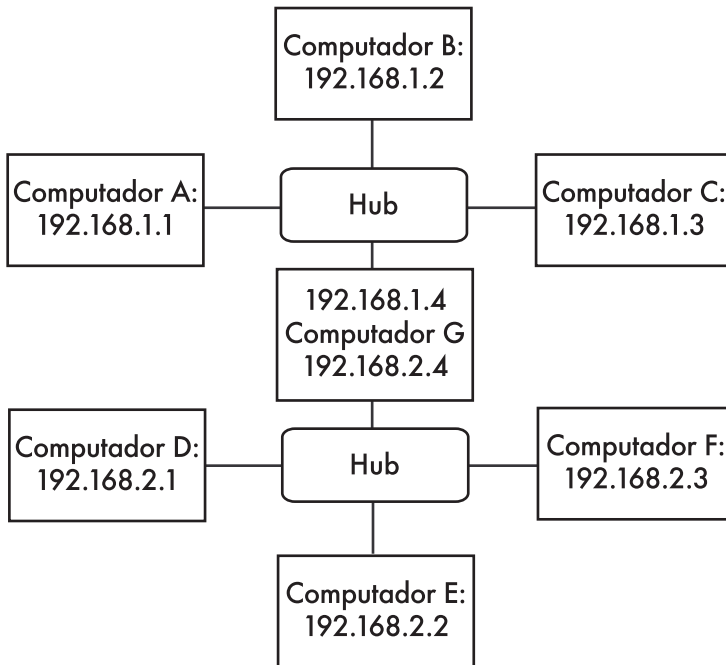 Computador B:
192.168.1.2
Computador A:
192.168.1.1
Hub
Computador C:
192.168.1.3
192.168.1.4
Computador G
192.168.2.4
Computador D:
192.168.2.1
Hub
Computador F:
192.168.2.3
Computador E:
192.168.2.2